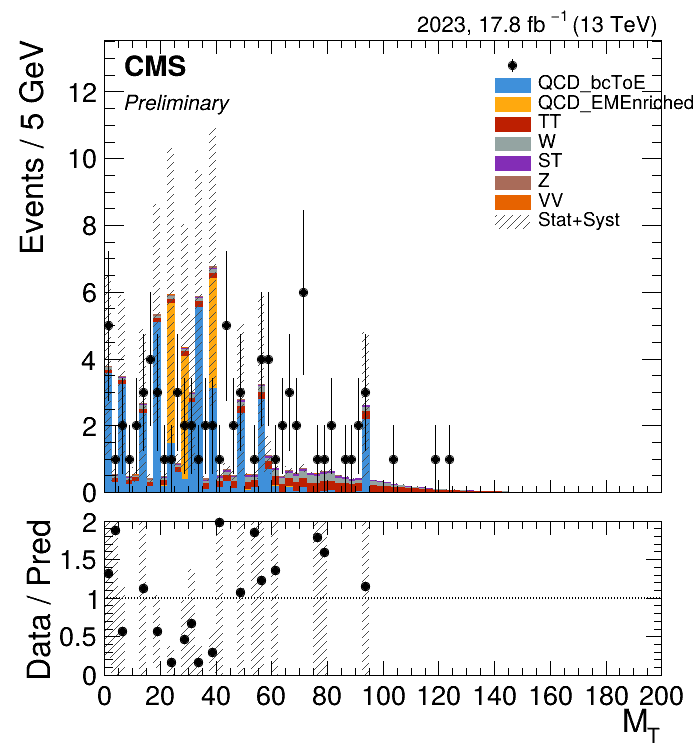 2023, 17.8 fb⁻¹ (13 TeV)
CMS
Preliminary
QCD_bcToE
QCD_EMEnriched
TT
W
ST
Z
VV
Stat+Syst
Events / 5 GeV
12
10
8
6
4
2
0
Data / Pred
2
1.5
1
0.5
0
0 20 40 60 80 100 120 140 160 180 200
M_T